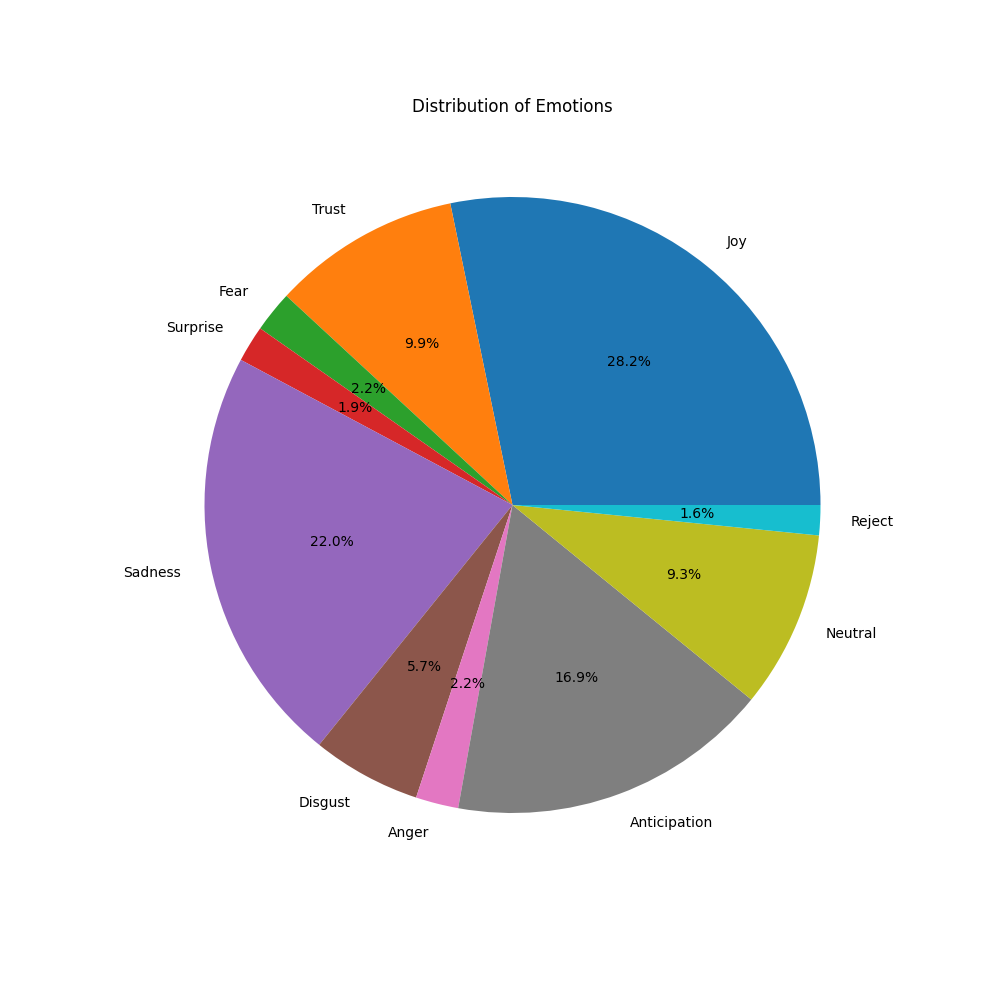 Distribution of Emotions
Joy
28.2%
Trust
9.9%
Fear
2.2%
Surprise
1.9%
Sadness
22.0%
Disgust
5.7%
Anger
2.2%
Anticipation
16.9%
Neutral
9.3%
Reject
1.6%